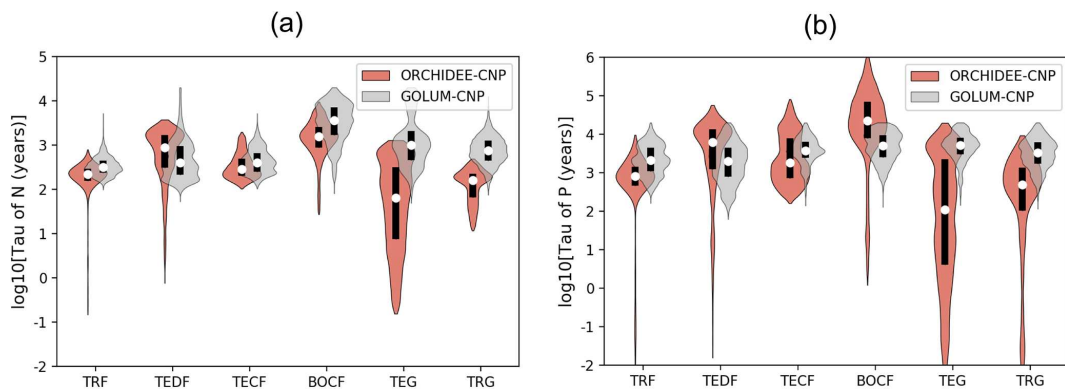 (a)
log10[Tau of N (years)]
5
4
3
2
1
0
-1
-2
ORCHIDEE-CNP
GOLUM-CNP
TRF TEDF TECF BOCF TEG TRG
(b)
log10[Tau of P (years)]
6
5
4
3
2
1
0
-1
-2
ORCHIDEE-CNP
GOLUM-CNP
TRF TEDF TECF BOCF TEG TRG